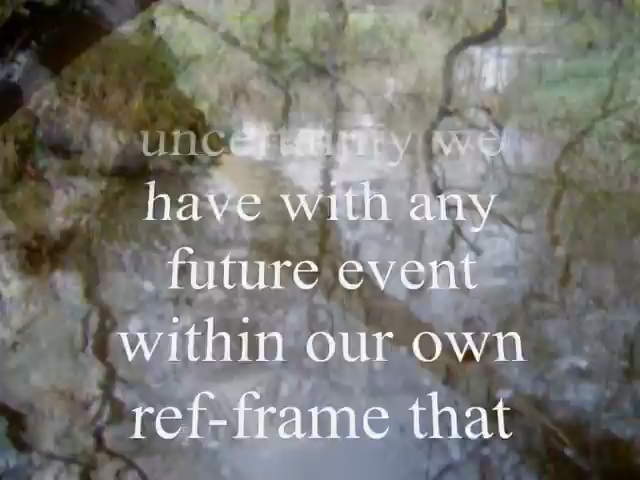 uncertainty we
have with any
future event
within our own
ref-frame that